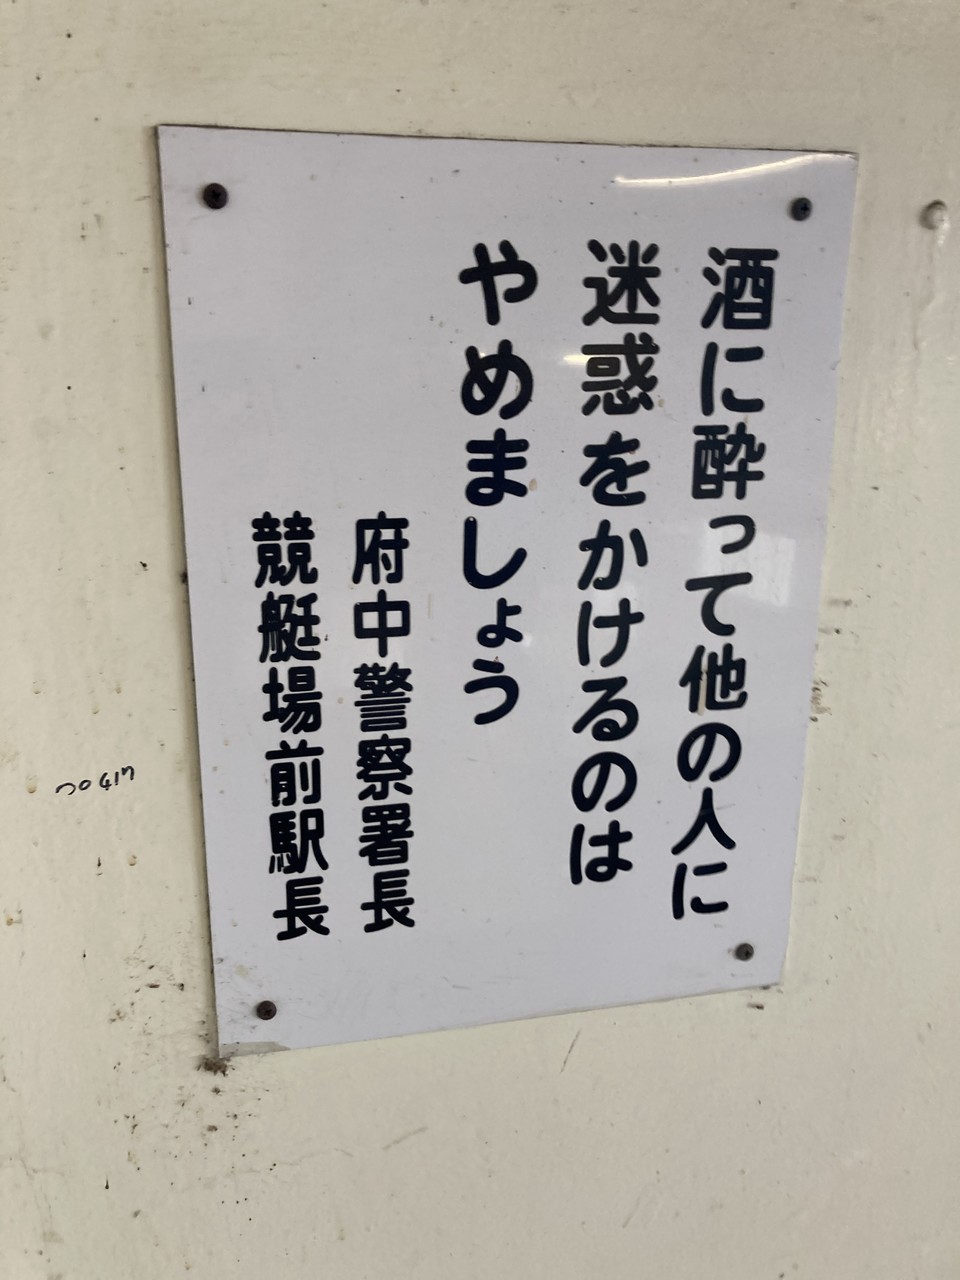 酒に酔って他の人に
迷惑をかけるのは
やめましょう
府中警察署長
競艇場前駅長